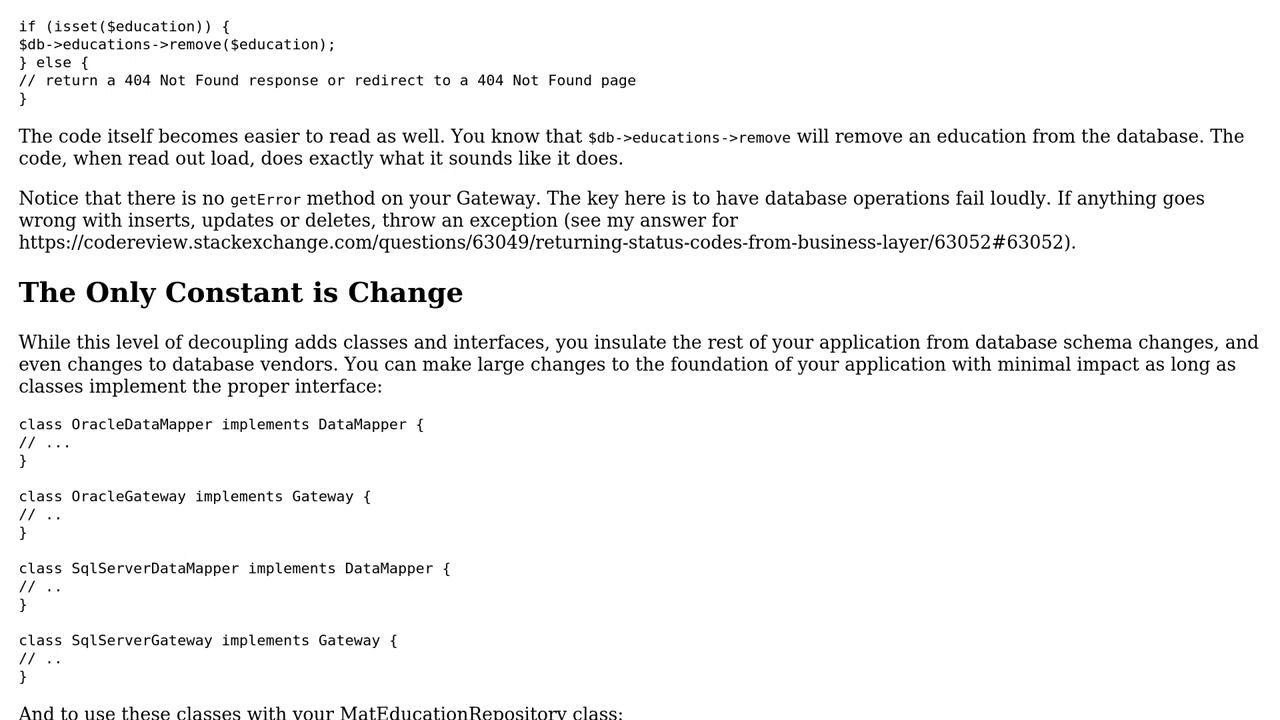 if (isset($education)) {
$db->educations->remove($education);
} else {
// return a 404 Not Found response or redirect to a 404 Not Found page
}
The code itself becomes easier to read as well. You know that $db->educations->remove will remove an education from the database. The
code, when read out load, does exactly what it sounds like it does.
Notice that there is no getError method on your Gateway. The key here is to have database operations fail loudly. If anything goes
wrong with inserts, updates or deletes, throw an exception (see my answer for
https://codereview.stackexchange.com/questions/63049/returning-status-codes-from-business-layer/63052#63052).
The Only Constant is Change
While this level of decoupling adds classes and interfaces, you insulate the rest of your application from database schema changes, and
even changes to database vendors. You can make large changes to the foundation of your application with minimal impact as long as
classes implement the proper interface:
class OracleDataMapper implements DataMapper {
// ...
}
class OracleGateway implements Gateway {
// ..
}
class SqlServerDataMapper implements DataMapper {
// ..
}
class SqlServerGateway implements Gateway {
// ..
}
And to use these classes with your MatEducationRepository class: